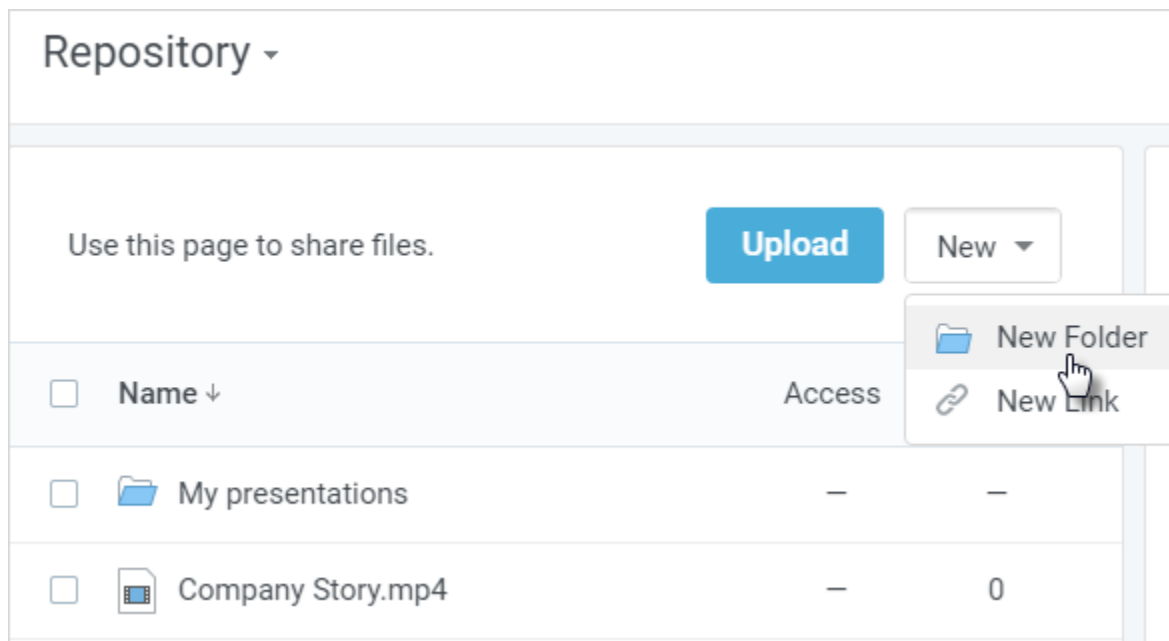 Repository
Use this page to share files.
Upload
New
New Folder
New Link
Name
Access
My presentations
–
–
Company Story.mp4
–
0